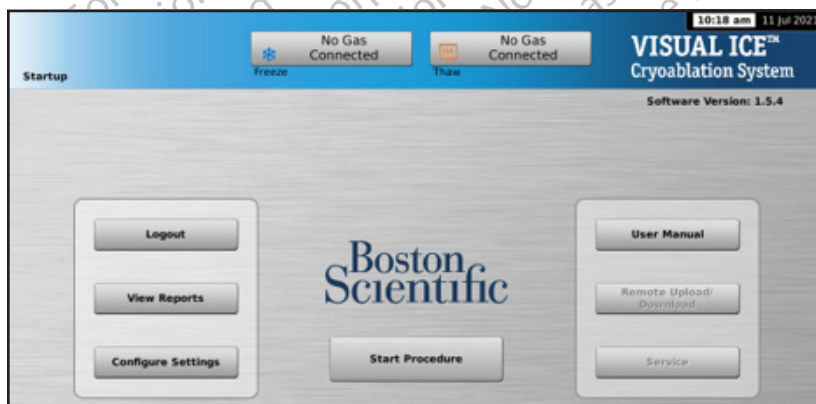 10:18 am 11 Jul 2021
No Gas
Connected
No Gas
Connected
VISUAL ICE™
Cryoablation System
Startup
Freeze
Thaw
Software Version: 1.5.4
Logout
User Manual
Boston
Scientific
View Reports
Remote Upload/
Download
Configure Settings
Start Procedure
Service